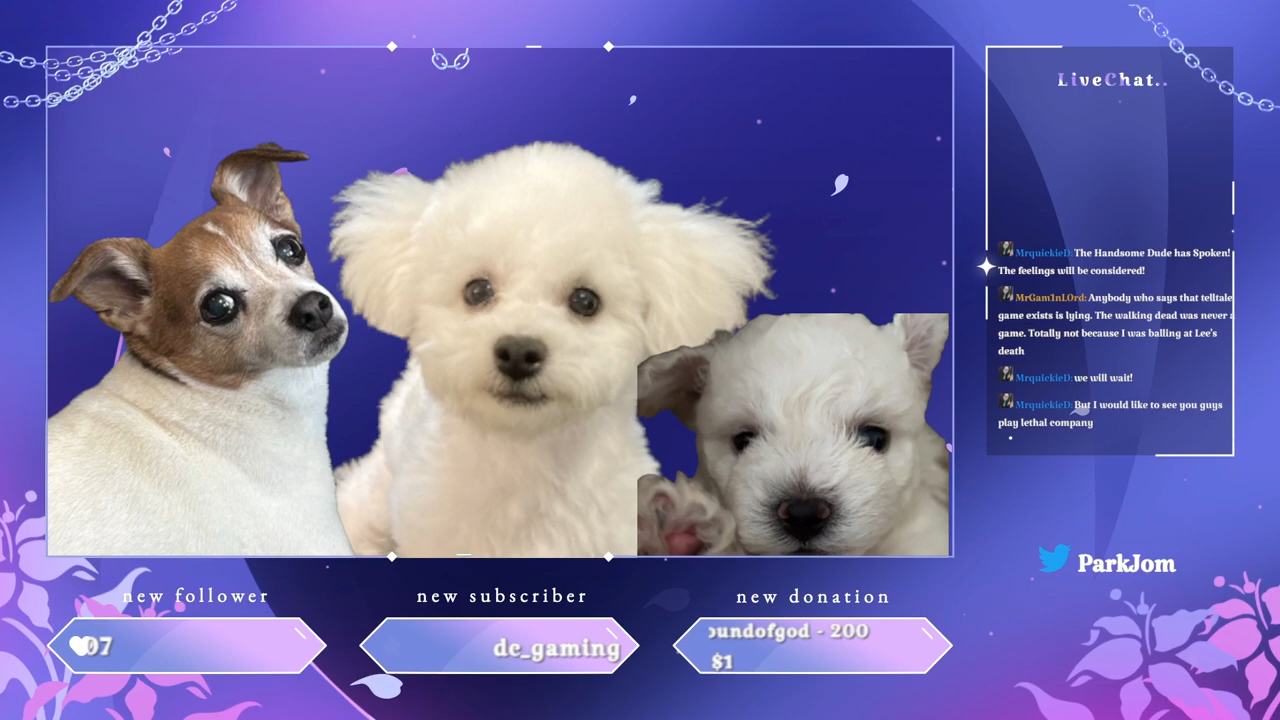 LiveChat..
MrquickieD: The Handsome Dude has Spoken!
The feelings will be considered!
MrGam1nL0rd: Anybody who says that telltale
game exists is lying. The walking dead was never a
game. Totally not because I was balling at Lee's
death
MrquickieD: we will wait!
MrquickieD: But I would like to see you guys
play lethal company
ParkJom
new follower
new subscriber
new donation
07
dc_gaming
oundofgod - 200
$1